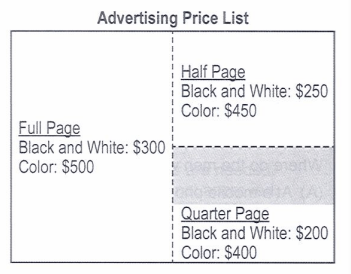 Advertising Price List
Full Page
Black and White: $300
Color: $500
Half Page
Black and White: $250
Color: $450
Quarter Page
Black and White: $200
Color: $400